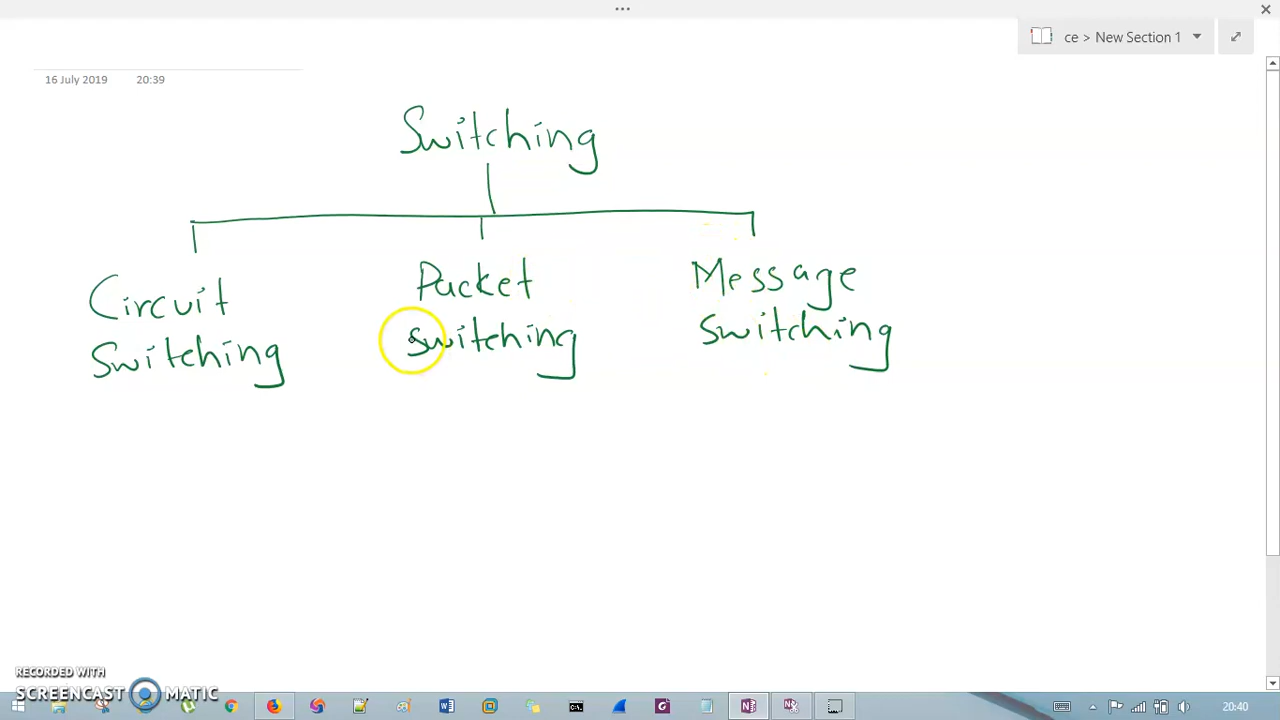 ...
ce > New Section 1
16 July 2019 20:39
Switching
Circuit
Switching
Packet
switching
Message
switching
RECORDED WITH
SCREENCAST MATIC
20:40